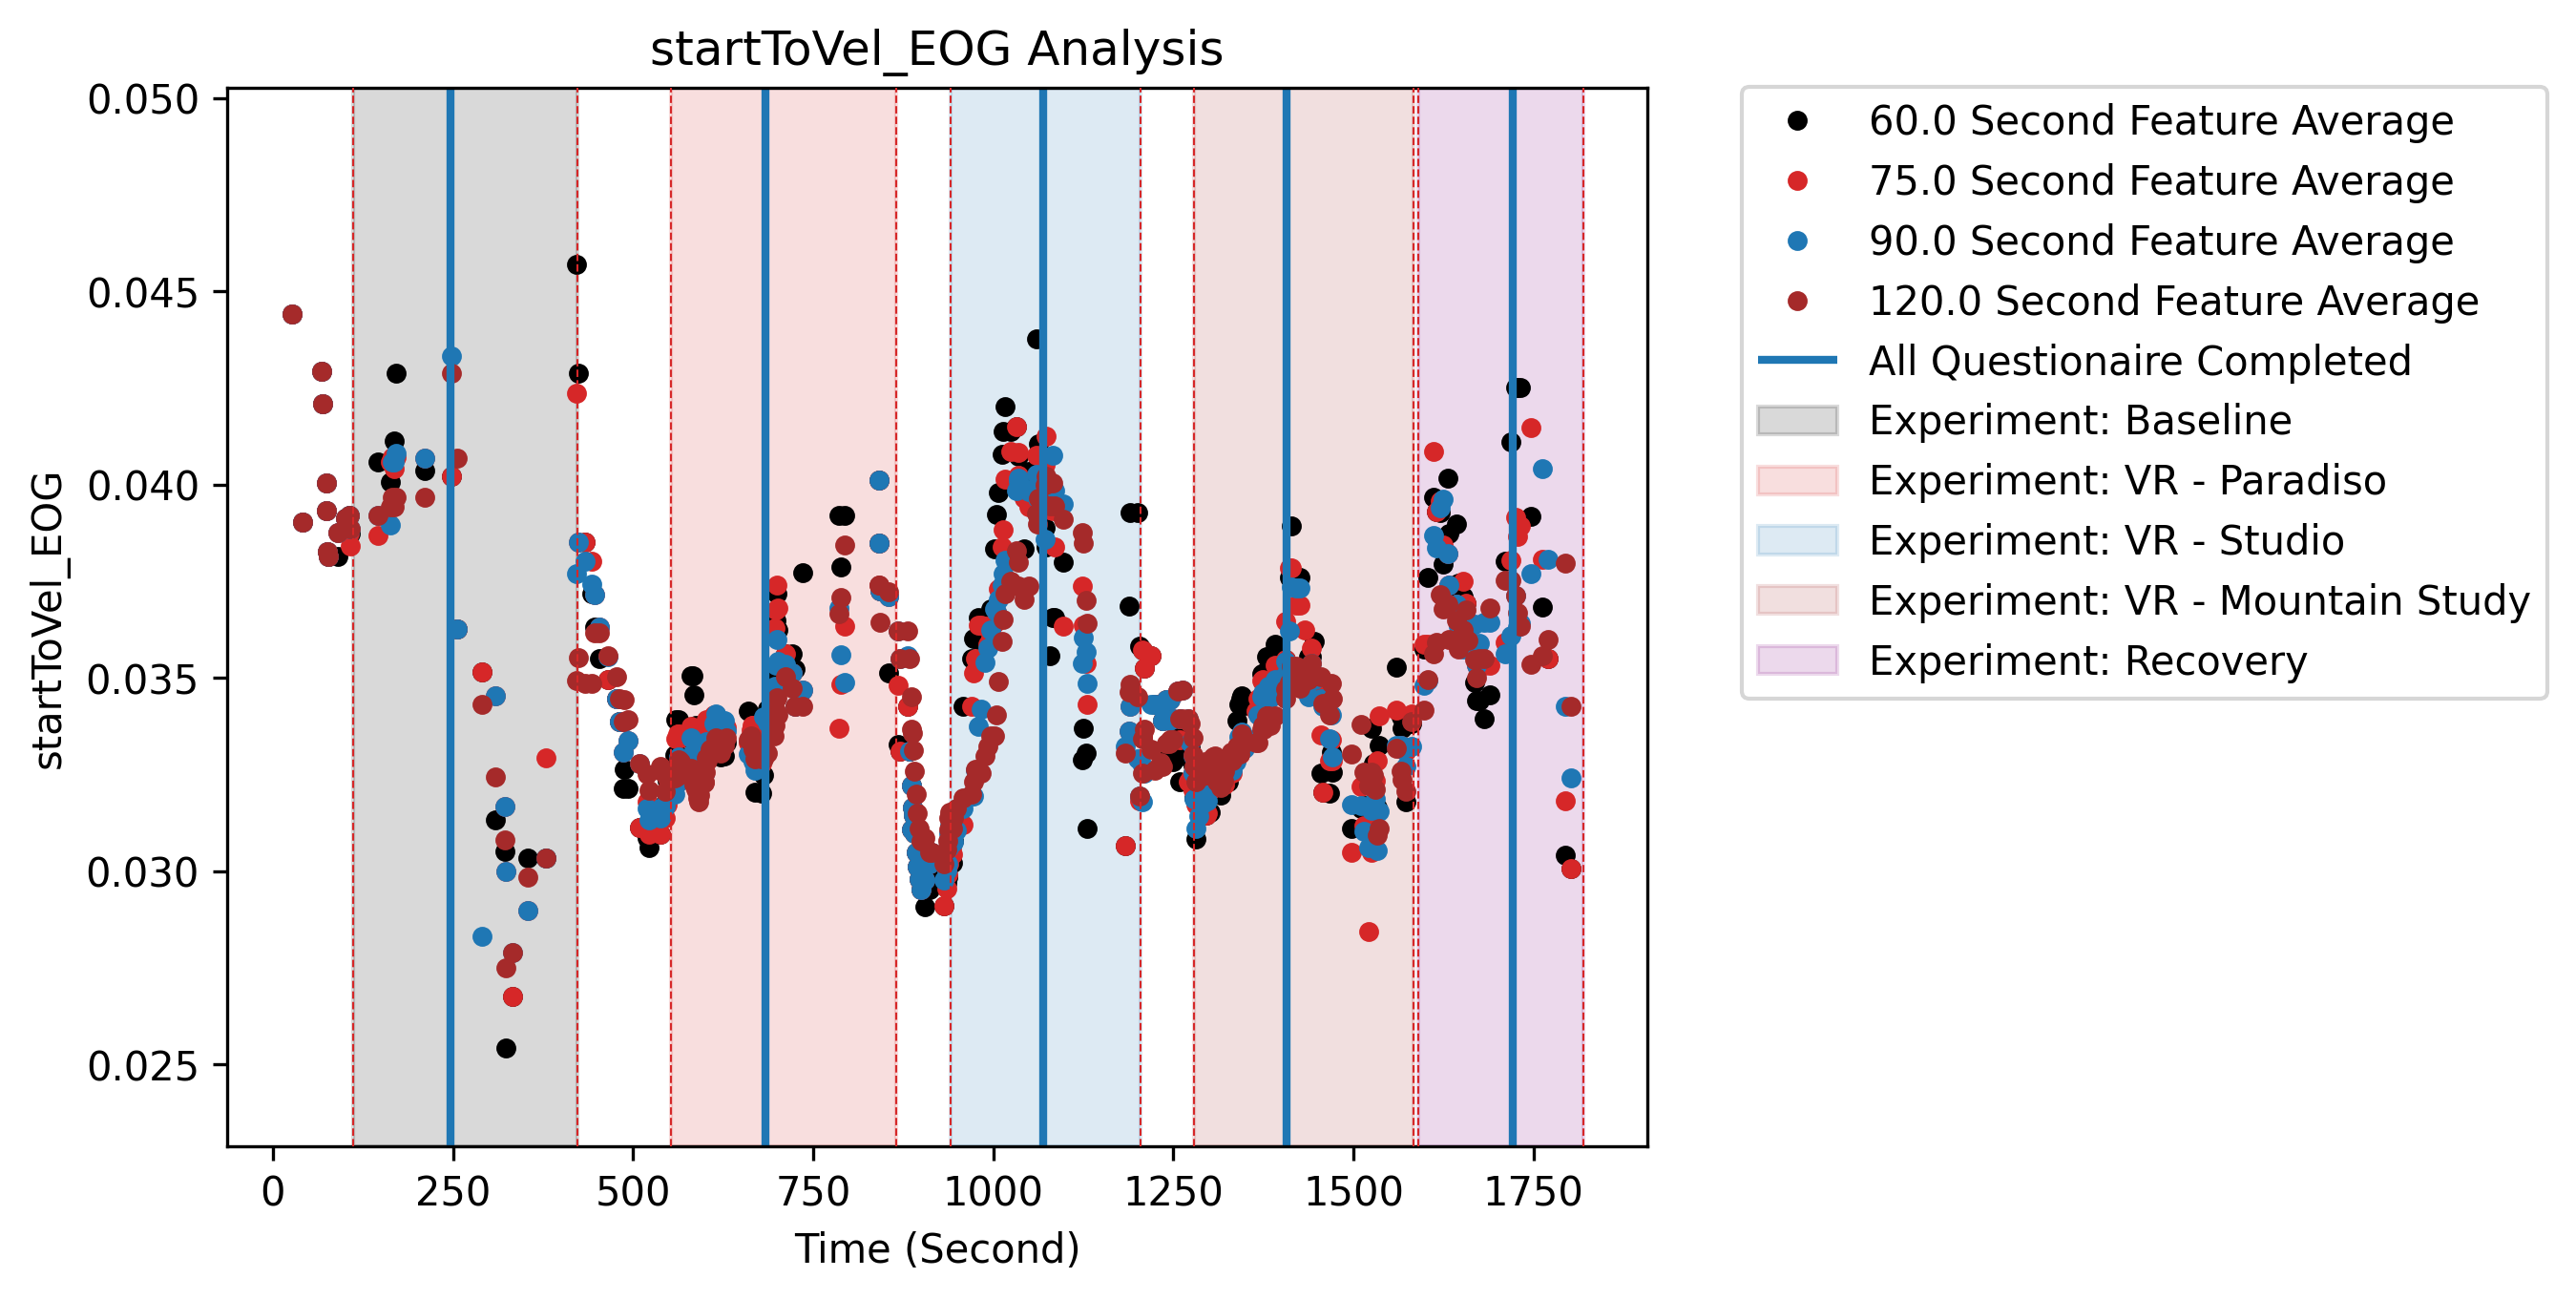 startToVel_EOG Analysis
0.050
0.045
0.040
0.035
0.030
0.025
startToVel_EOG
0 250 500 750 1000 1250 1500 1750
Time (Second)
60.0 Second Feature Average
75.0 Second Feature Average
90.0 Second Feature Average
120.0 Second Feature Average
All Questionaire Completed
Experiment: Baseline
Experiment: VR - Paradiso
Experiment: VR - Studio
Experiment: VR - Mountain Study
Experiment: Recovery